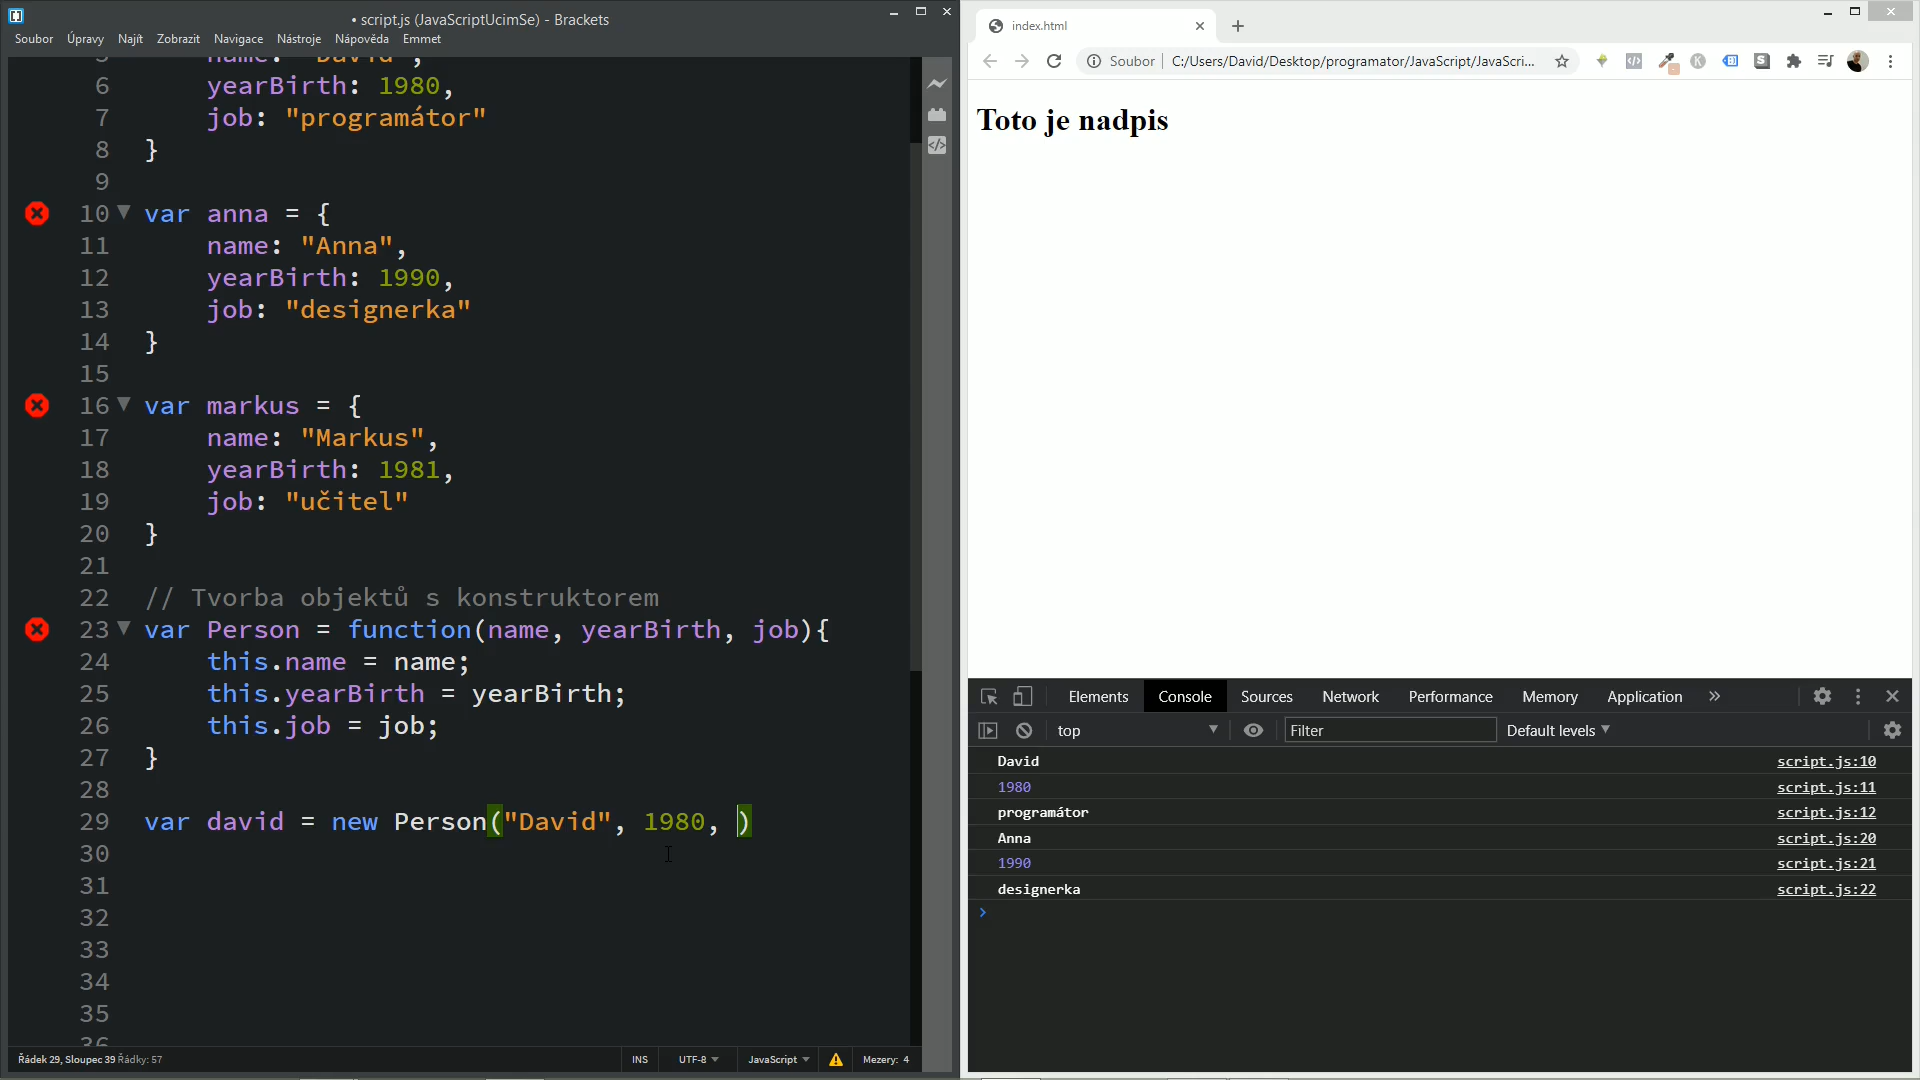 • script.js (JavaScriptUcimSe) - Brackets
Soubor Úpravy Najít Zobrazit Navigace Nástroje Nápověda Emmet
5 name: "David",
6 yearBirth: 1980,
7 job: "programátor"
8 }
9
10 var anna = {
11 name: "Anna",
12 yearBirth: 1990,
13 job: "designerka"
14 }
15
16 var markus = {
17 name: "Markus",
18 yearBirth: 1981,
19 job: "učitel"
20 }
21
22 // Tvorba objektů s konstruktorem
23 var Person = function(name, yearBirth, job){
24 this.name = name;
25 this.yearBirth = yearBirth;
26 this.job = job;
27 }
28
29 var david = new Person("David", 1980, )
30
31
32
33
34
35
36
Řádek 29, Sloupec 39 Řádky: 57 INS UTF-8 JavaScript Mezery: 4
index.html
Soubor C:/Users/David/Desktop/programator/JavaScript/JavaScri...
Toto je nadpis
Elements Console Sources Network Performance Memory Application »
top Filter Default levels
David script.js:10
1980 script.js:11
programátor script.js:12
Anna script.js:20
1990 script.js:21
designerka script.js:22